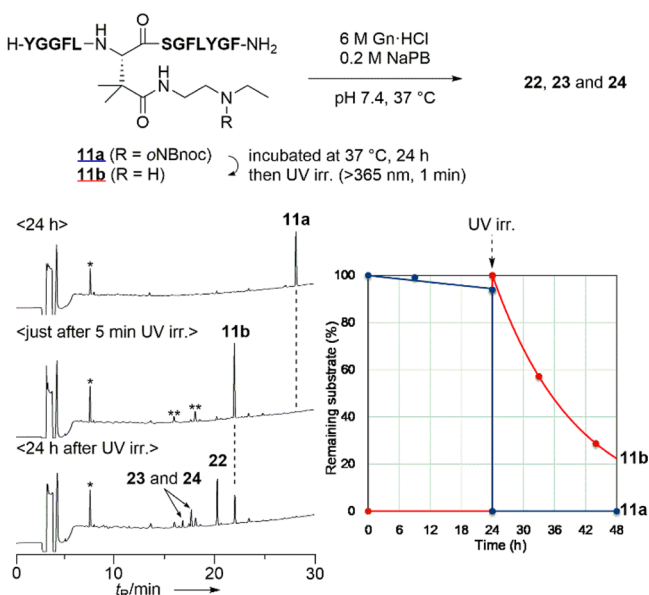 H-YGGFL-N O SGFLYGF-NH2
H
H
N
N
O R
6 M Gn·HCl
0.2 M NaPB
pH 7.4, 37 °C
22, 23 and 24
11a (R = oNBnoc)
11b (R = H)
incubated at 37 °C, 24 h
then UV irr. (>365 nm, 1 min)
<24 h>
11a
*
<just after 5 min UV irr.>
11b
*
** **
<24 h after UV irr.>
22
23 and 24
*
0 10 20 30
tR/min
UV irr.
Remaining substrate (%)
100
80
60
40
20
0
11b
11a
0 6 12 18 24 30 36 42 48
Time (h)